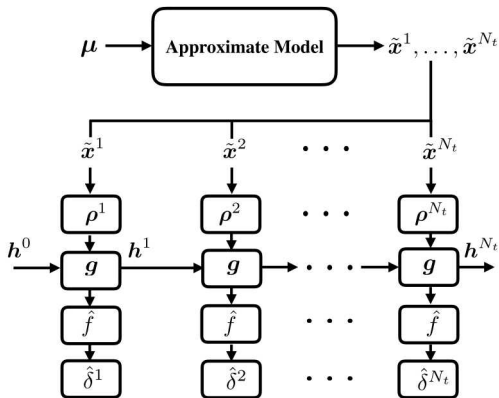 μ Approximate Model x̃¹, . . . , x̃^{N_t}
x̃¹ x̃² · · · x̃^{N_t}
ρ¹ ρ² · · · ρ^{N_t}
h⁰ g h¹ g · · · g h^{N_t}
f̂ f̂ · · · f̂
δ̂¹ δ̂² · · · δ̂^{N_t}